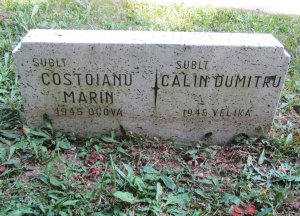 SUBLT
COSTOIANU
MARIN
1945 OCOVA
SUBLT
CALIN DUMITRU
1945 VELIKA